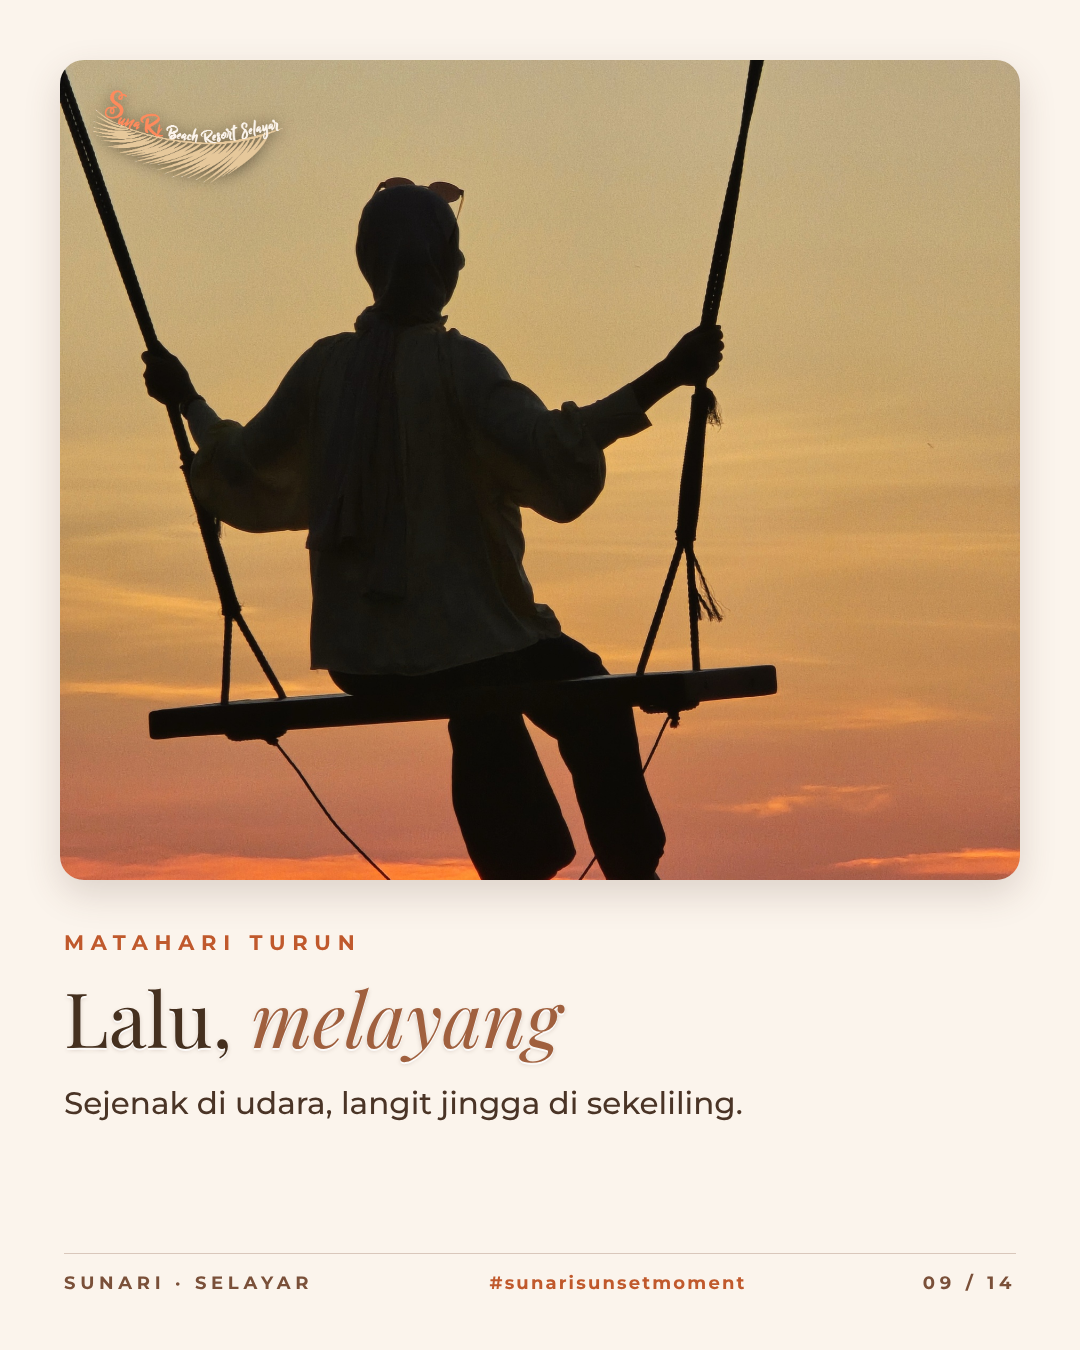 SunaRi Beach Resort Selayar
MATAHARI TURUN
Lalu, melayang
Sejenak di udara, langit jingga di sekeliling.
SUNARI · SELAYAR
#sunarisunsetmoment
09 / 14